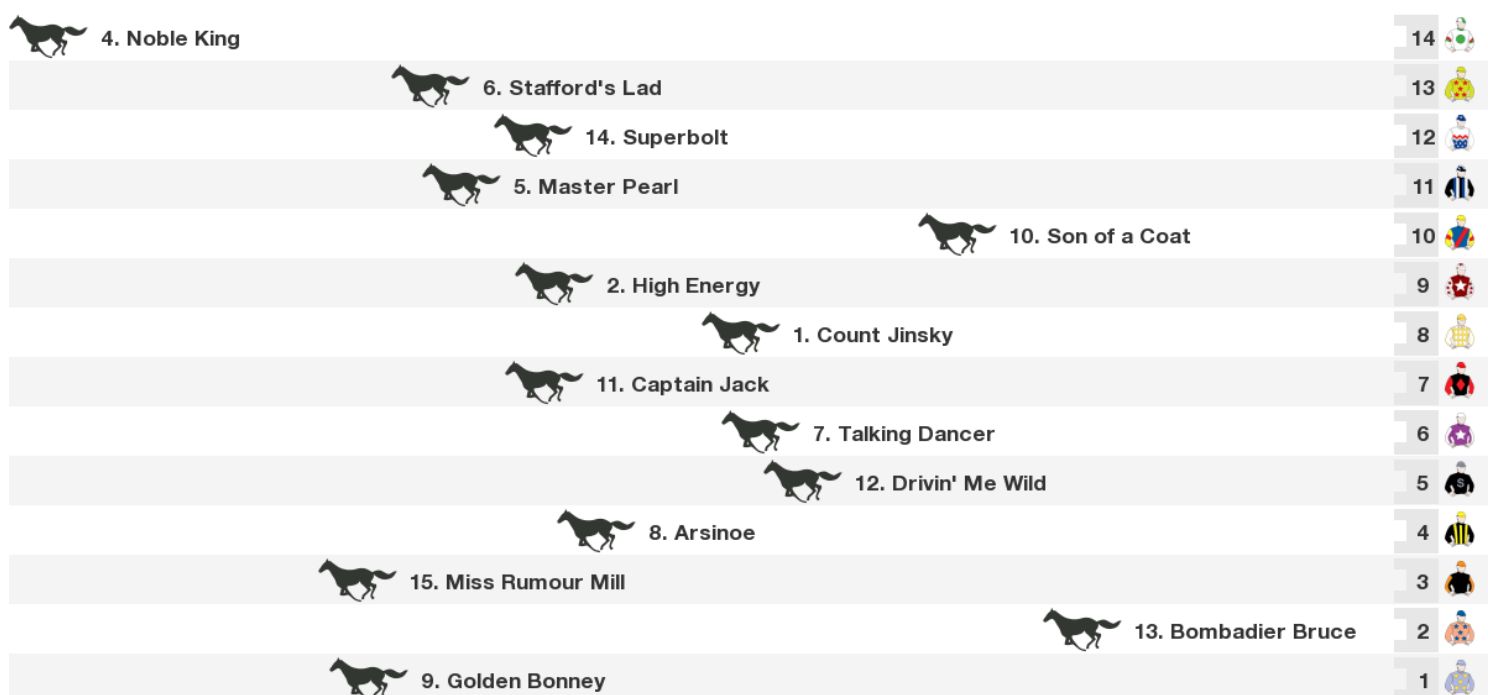 4. Noble King 14
6. Stafford's Lad 13
14. Superbolt 12
5. Master Pearl 11
10. Son of a Coat 10
2. High Energy 9
1. Count Jinsky 8
11. Captain Jack 7
7. Talking Dancer 6
12. Drivin' Me Wild 5 S
8. Arsinoe 4
15. Miss Rumour Mill 3
13. Bombadier Bruce 2
9. Golden Bonney 1